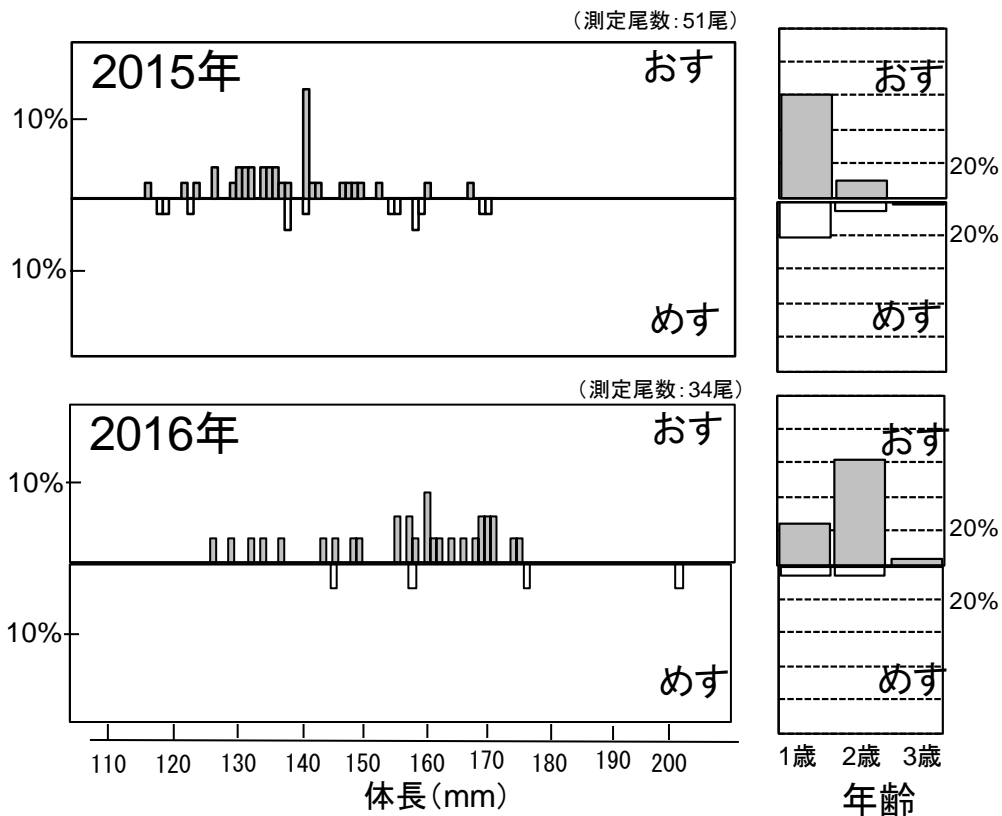 (測定尾数:51尾)
2015年
おす
10%
10%
めす
おす
20%
20%
めす
(測定尾数:34尾)
2016年
おす
10%
10%
めす
おす
20%
20%
めす
110 120 130 140 150 160 170 180 190 200
体長(mm)
1歳 2歳 3歳
年齢